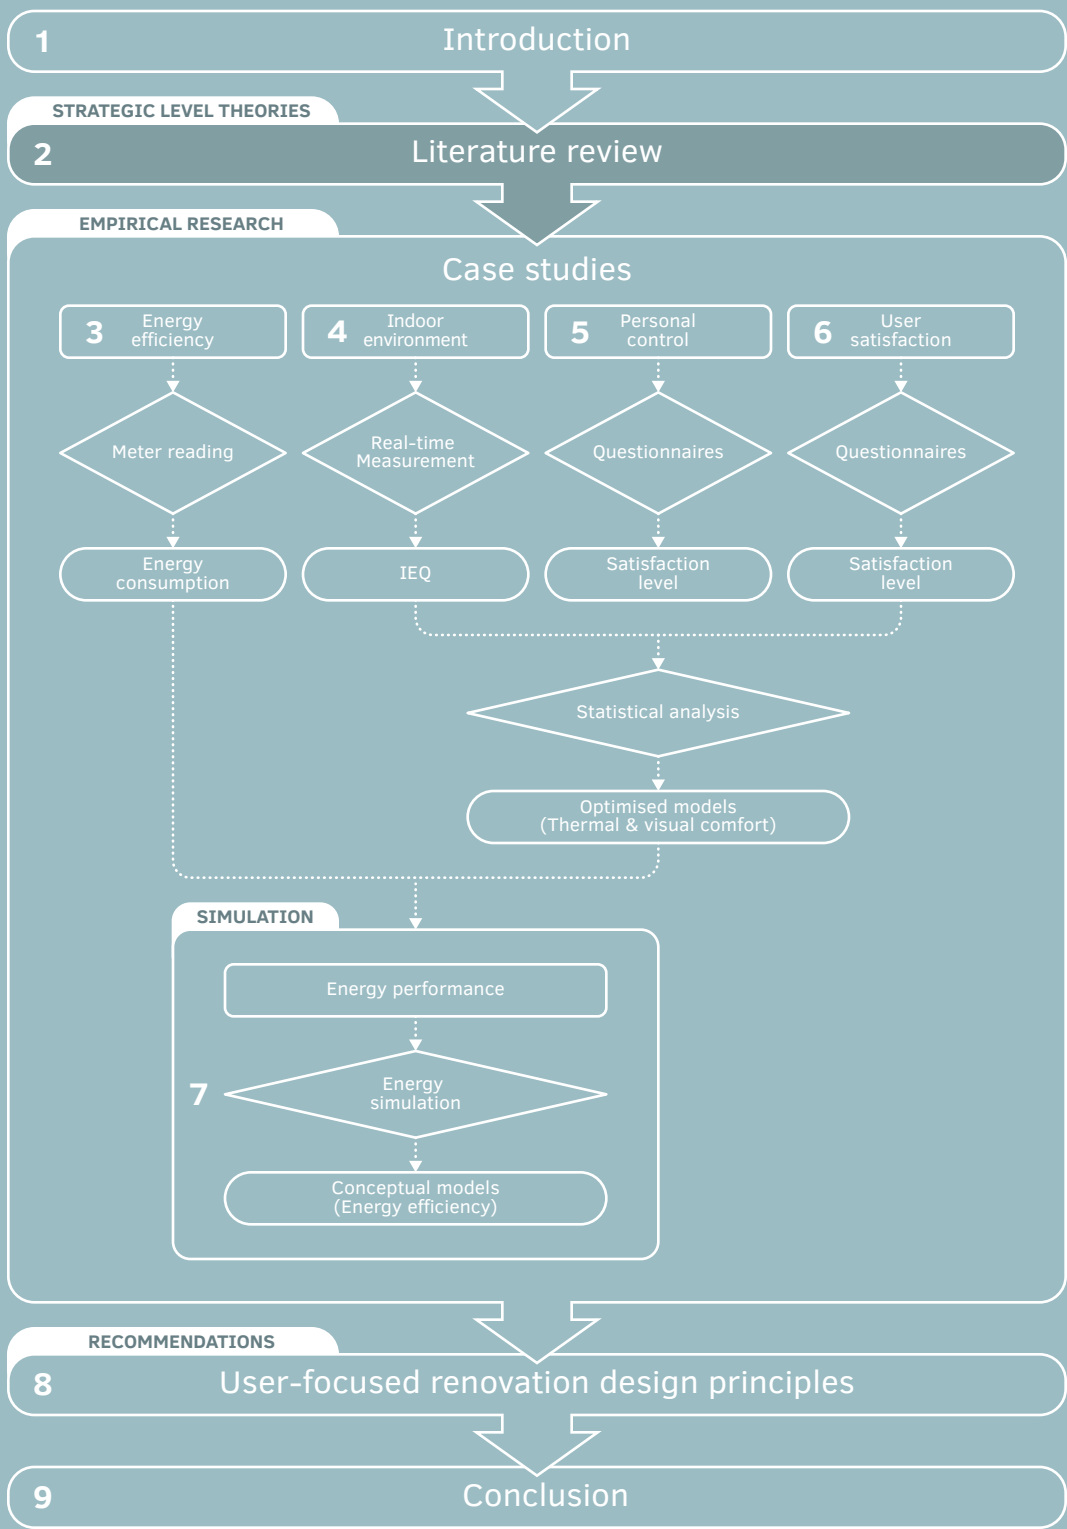 1
Introduction
STRATEGIC LEVEL THEORIES
2
Literature review
EMPIRICAL RESEARCH
Case studies
3
Energy
efficiency
4
Indoor
environment
5
Personal
control
6
User
satisfaction
Meter reading
Real-time
Measurement
Questionnaires
Questionnaires
Energy
consumption
IEQ
Satisfaction
level
Satisfaction
level
Statistical analysis
Optimised models
(Thermal & visual comfort)
SIMULATION
Energy performance
7
Energy
simulation
Conceptual models
(Energy efficiency)
RECOMMENDATIONS
8
User-focused renovation design principles
9
Conclusion